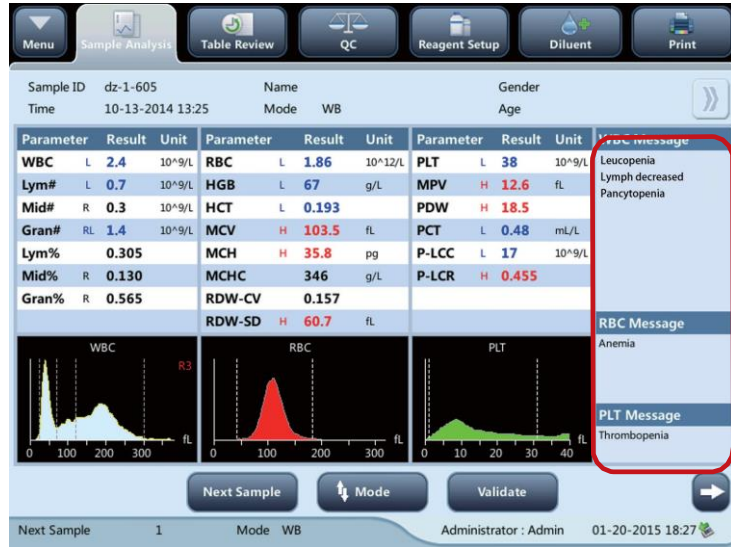 Menu Sample Analysis Table Review QC Reagent Setup Diluent Print
Sample ID dz-1-605 Name Gender
Time 10-13-2014 13:25 Mode WB Age
Parameter Result Unit Parameter Result Unit Parameter Result Unit WBC Message
WBC L 2.4 10^9/L RBC L 1.86 10^12/L PLT L 38 10^9/L Leucopenia
Lymph decreased
Lym# L 0.7 10^9/L HGB L 67 g/L MPV H 12.6 fL Pancytopenia
Mid# R 0.3 10^9/L HCT L 0.193 PDW H 18.5
Gran# RL 1.4 10^9/L MCV H 103.5 fL PCT L 0.48 mL/L
Lym% 0.305 MCH H 35.8 pg P-LCC L 17 10^9/L
Mid% R 0.130 MCHC 346 g/L P-LCR H 0.455
Gran% R 0.565 RDW-CV 0.157
RDW-SD H 60.7 fL RBC Message
Anemia
WBC RBC PLT
R3
PLT Message
Thrombopenia
fL fL fL
0 100 200 300 0 100 200 300 0 10 20 30 40
Next Sample Mode Validate
Next Sample 1 Mode WB Administrator : Admin 01-20-2015 18:27